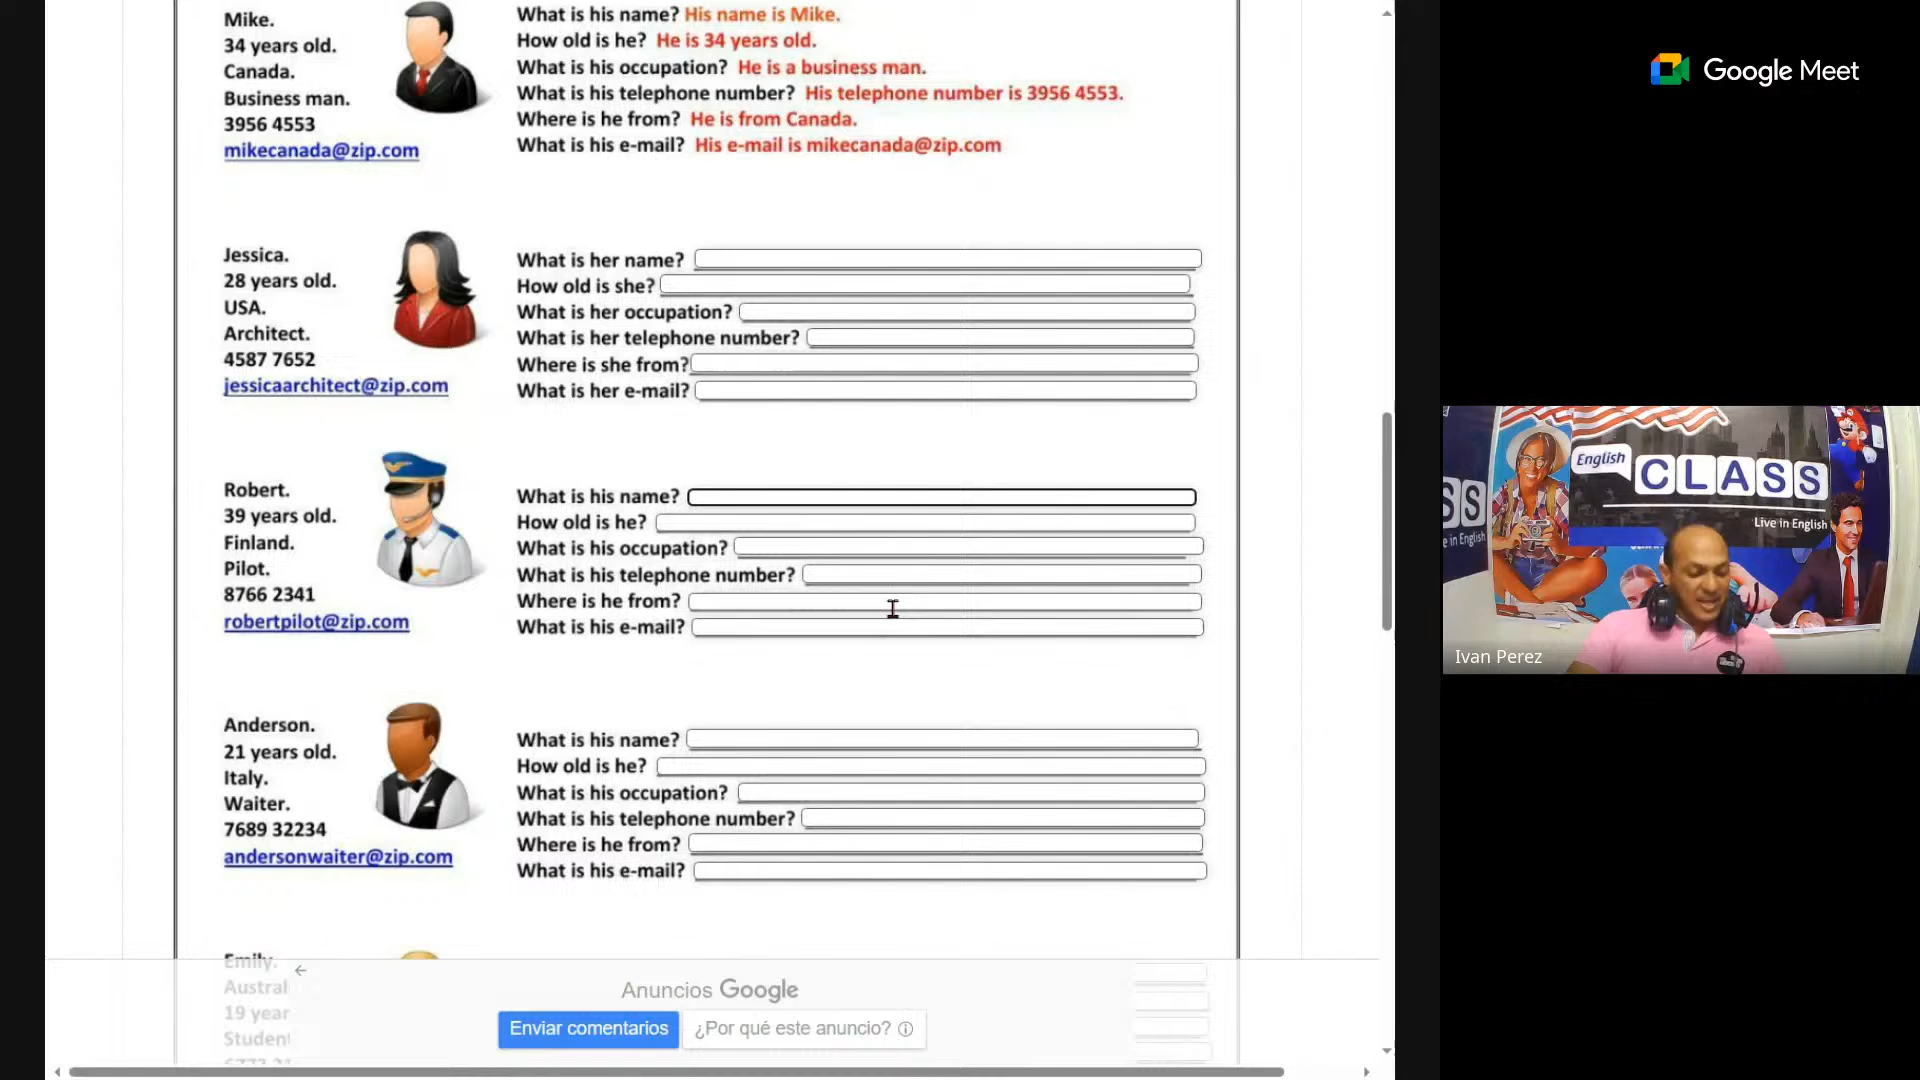 Mike.
34 years old.
Canada.
Business man.
3956 4553
mikecanada@zip.com
What is his name? His name is Mike.
How old is he? He is 34 years old.
What is his occupation? He is a business man.
What is his telephone number? His telephone number is 3956 4553.
Where is he from? He is from Canada.
What is his e-mail? His e-mail is mikecanada@zip.com
Jessica.
28 years old.
USA.
Architect.
4587 7652
jessicaarchitect@zip.com
What is her name?
How old is she?
What is her occupation?
What is her telephone number?
Where is she from?
What is her e-mail?
Robert.
39 years old.
Finland.
Pilot.
8766 2341
robertpilot@zip.com
What is his name?
How old is he?
What is his occupation?
What is his telephone number?
Where is he from?
What is his e-mail?
Anderson.
21 years old.
Italy.
Waiter.
7689 32234
andersonwaiter@zip.com
What is his name?
How old is he?
What is his occupation?
What is his telephone number?
Where is he from?
What is his e-mail?
Emily.
Austral
19 year
Student
Anuncios Google
Enviar comentarios
¿Por qué este anuncio?
Google Meet
English
CLASS
Live in English
SS
e in English
Ivan Perez